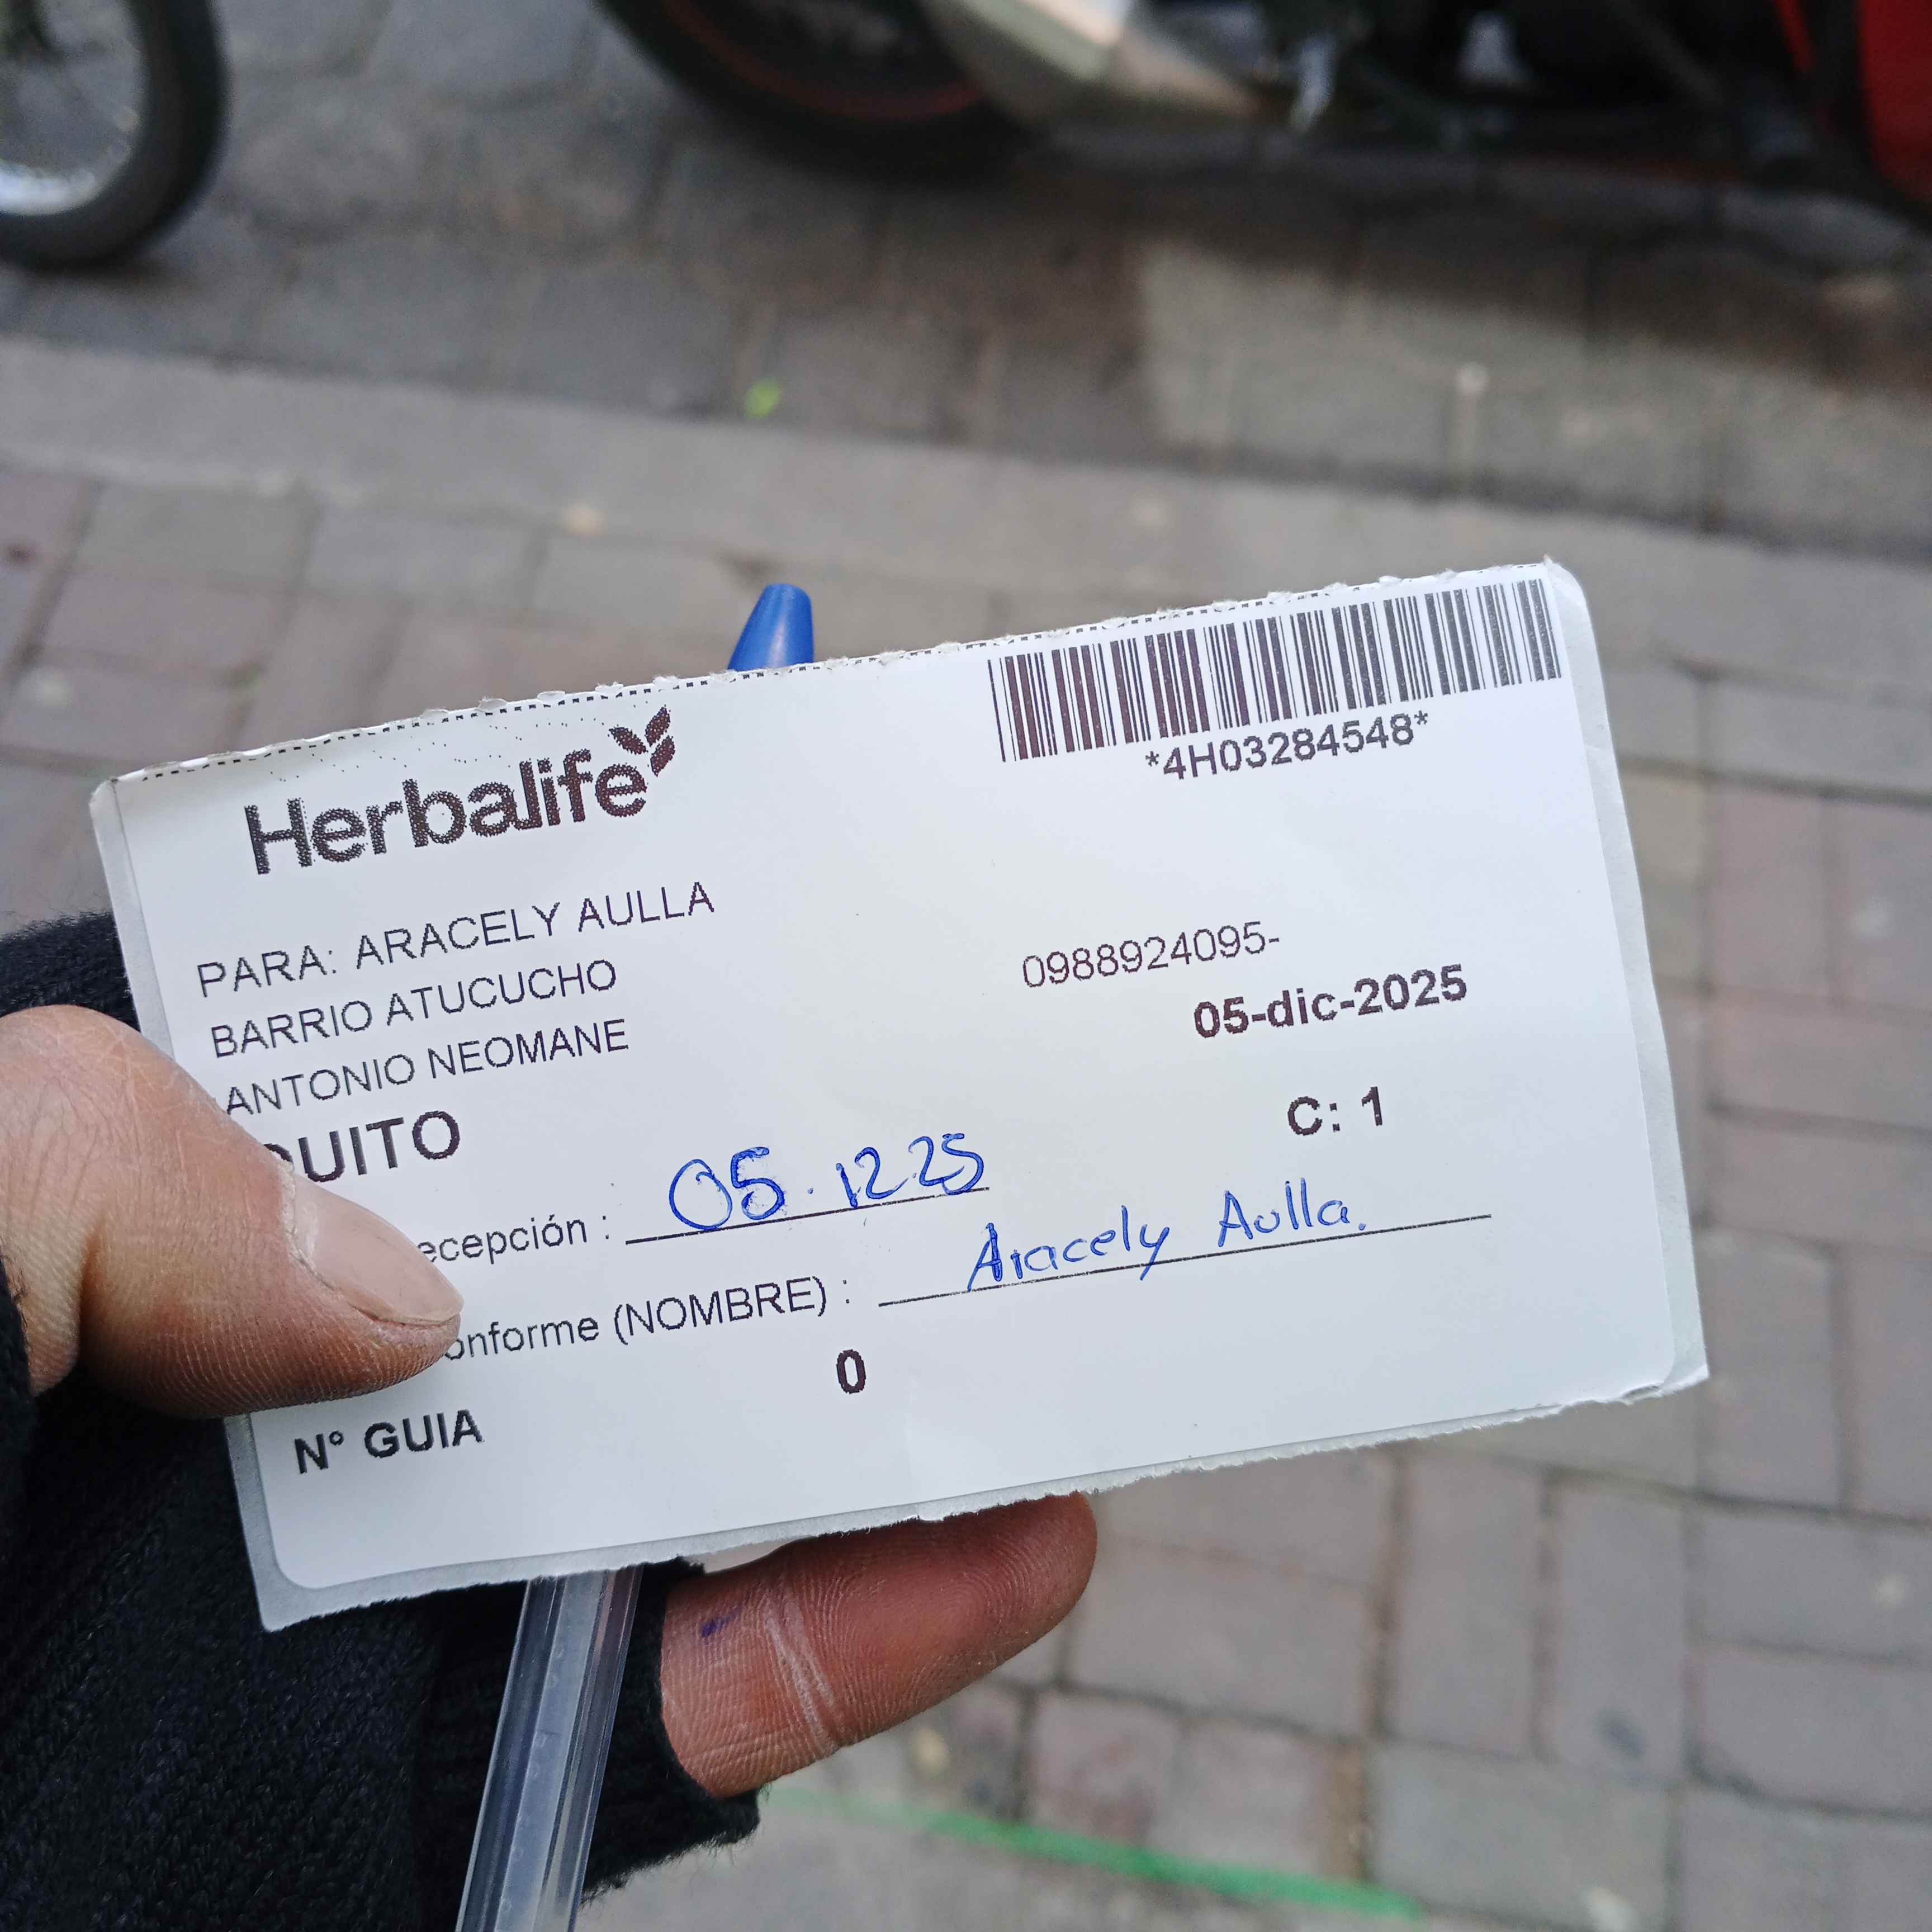 Herbalife
*4H03284548*
PARA: ARACELY AULLA
BARRIO ATUCUCHO
0988924095-
ANTONIO NEOMANE
05-dic-2025
QUITO
C: 1
ecepción : 05.12 25
onforme (NOMBRE) : Aracely Aulla.
N° GUIA 0